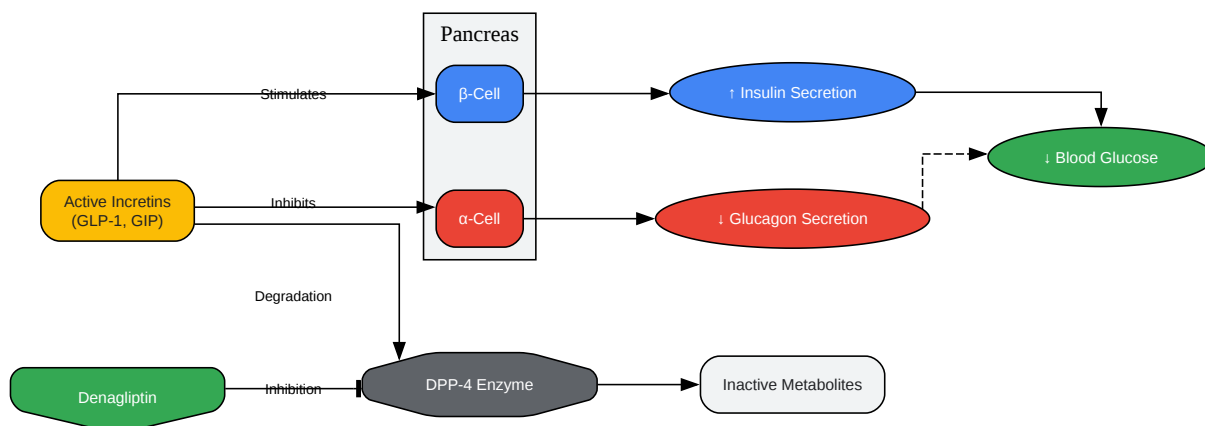 Pancreas
Stimulates
β-Cell
↑ Insulin Secretion
↓ Blood Glucose
Active Incretins
(GLP-1, GIP)
Inhibits
α-Cell
↓ Glucagon Secretion
Degradation
Denagliptin
Inhibition
DPP-4 Enzyme
Inactive Metabolites